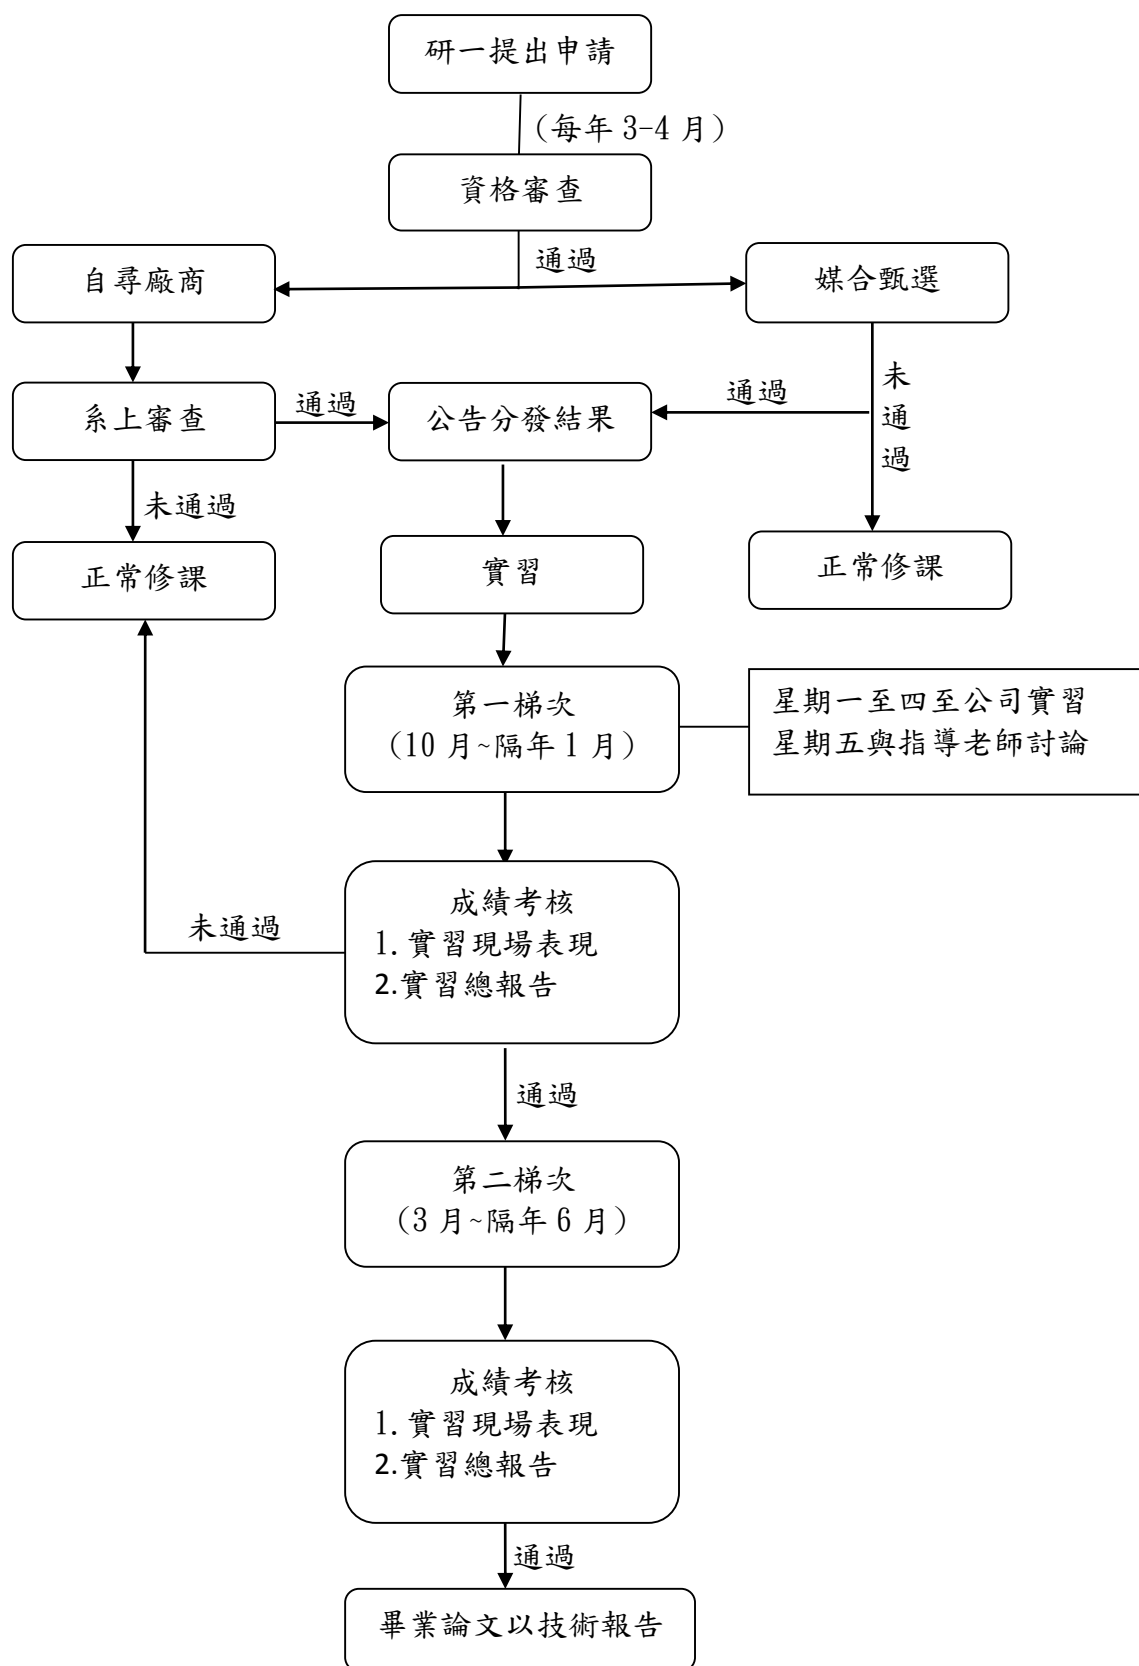 研一提出申請
(每年 3-4 月)
資格審查
通過
自尋廠商
媒合甄選
系上審查
通過
公告分發結果
通過
未
通
過
未通過
正常修課
實習
正常修課
第一梯次
(10 月~隔年 1 月)
星期一至四至公司實習
星期五與指導老師討論
成績考核
1. 實習現場表現
2.實習總報告
未通過
通過
第二梯次
(3 月~隔年 6 月)
成績考核
1. 實習現場表現
2.實習總報告
通過
畢業論文以技術報告